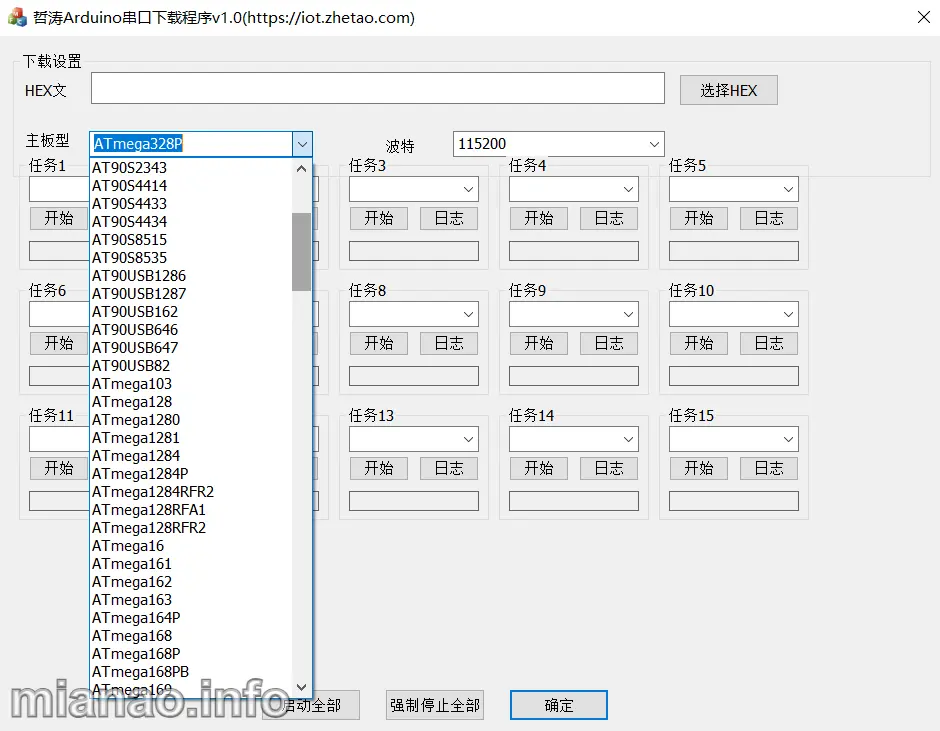 哲涛Arduino串口下载程序v1.0(https://iot.zhetao.com)
下载设置
HEX文
选择HEX
主板型
ATmega328P
波特
115200
任务1
任务3
任务4
任务5
开始
开始
日志
开始
日志
开始
日志
任务6
任务8
任务9
任务10
开始
开始
日志
开始
日志
开始
日志
任务11
任务13
任务14
任务15
开始
开始
日志
开始
日志
开始
日志
AT90S2343
AT90S4414
AT90S4433
AT90S4434
AT90S8515
AT90S8535
AT90USB1286
AT90USB1287
AT90USB162
AT90USB646
AT90USB647
AT90USB82
ATmega103
ATmega128
ATmega1280
ATmega1281
ATmega1284
ATmega1284P
ATmega1284RFR2
ATmega128RFA1
ATmega128RFR2
ATmega16
ATmega161
ATmega162
ATmega163
ATmega164P
ATmega168
ATmega168P
ATmega168PB
ATmega169
启动全部
强制停止全部
确定
mianao.info